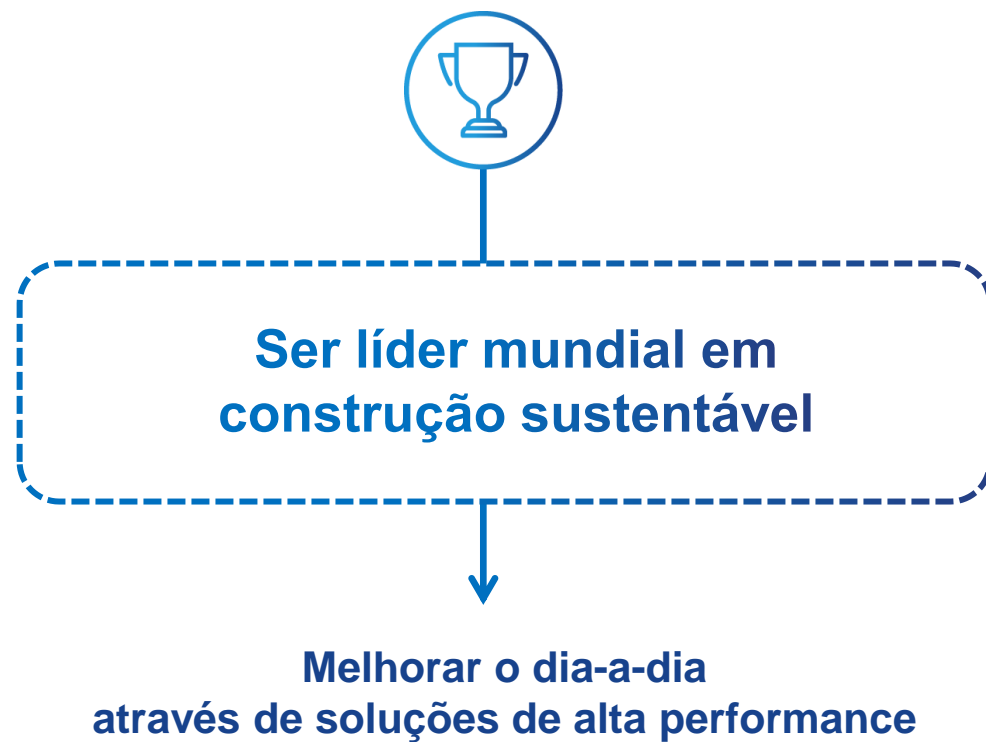 Ser líder mundial em
construção sustentável
Melhorar o dia-a-dia
através de soluções de alta performance